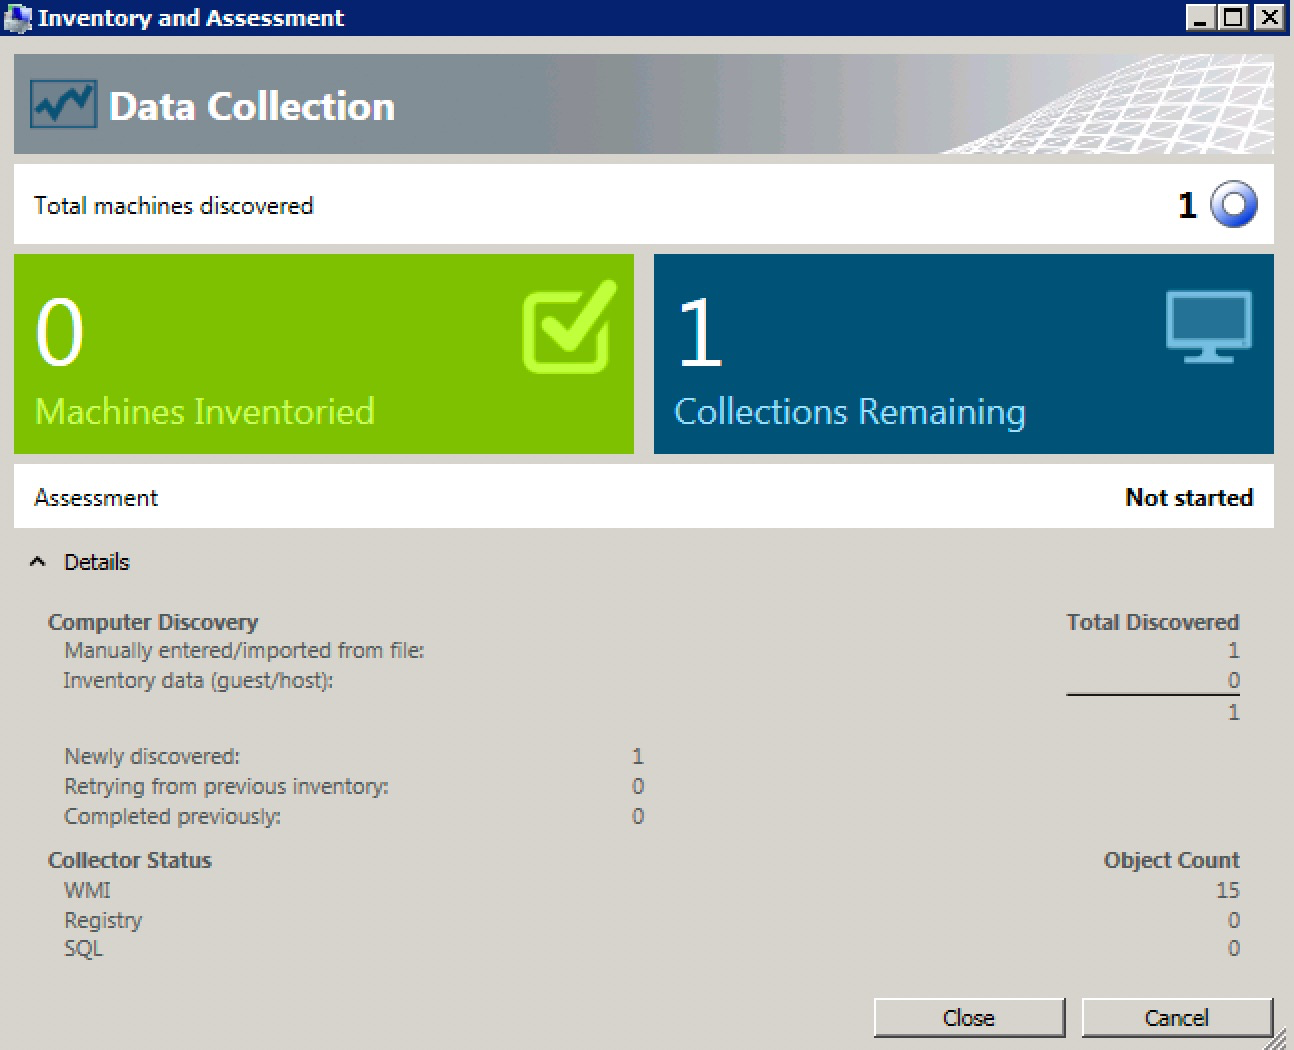 Inventory and Assessment
Data Collection
Total machines discovered 1
0
Machines Inventoried
1
Collections Remaining
Assessment Not started
Details
Computer Discovery Total Discovered
Manually entered/imported from file: 1
Inventory data (guest/host): 0
1
Newly discovered: 1
Retrying from previous inventory: 0
Completed previously: 0
Collector Status Object Count
WMI 15
Registry 0
SQL 0
Close Cancel